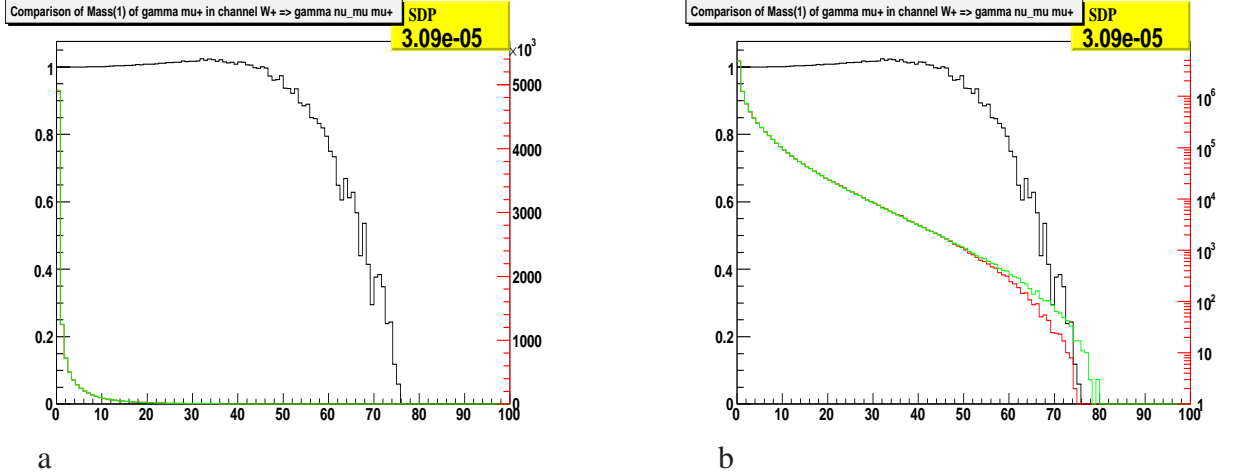 Comparison of Mass(1) of gamma mu+ in channel W+ => gamma nu_mu mu+
SDP
3.09e-05
×10³
1
0.8
0.6
0.4
0.2
0
5000
4000
3000
2000
1000
0
0 10 20 30 40 50 60 70 80 90 100
a
Comparison of Mass(1) of gamma mu+ in channel W+ => gamma nu_mu mu+
SDP
3.09e-05
1
0.8
0.6
0.4
0.2
0
10⁶
10⁵
10⁴
10³
10²
10
1
0 10 20 30 40 50 60 70 80 90 100
b